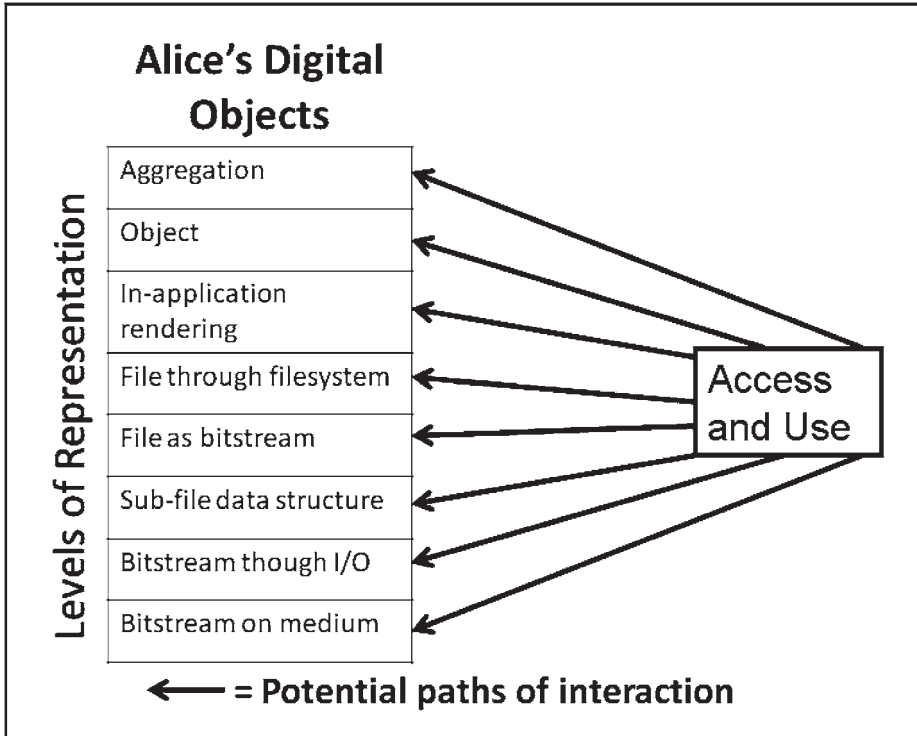 Alice's Digital
Objects
Levels of Representation
Aggregation
Object
In-application
rendering
File through filesystem
File as bitstream
Sub-file data structure
Bitstream though I/O
Bitstream on medium
Access
and Use
= Potential paths of interaction